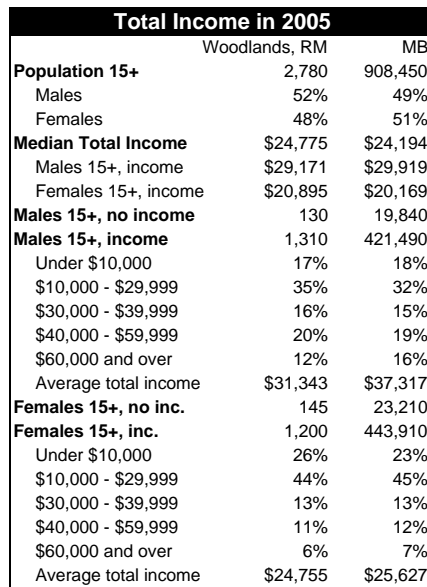 Total Income in 2005
Woodlands, RM MB
Population 15+ 2,780 908,450
Males 52% 49%
Females 48% 51%
Median Total Income $24,775 $24,194
Males 15+, income $29,171 $29,919
Females 15+, income $20,895 $20,169
Males 15+, no income 130 19,840
Males 15+, income 1,310 421,490
Under $10,000 17% 18%
$10,000 - $29,999 35% 32%
$30,000 - $39,999 16% 15%
$40,000 - $59,999 20% 19%
$60,000 and over 12% 16%
Average total income $31,343 $37,317
Females 15+, no inc. 145 23,210
Females 15+, inc. 1,200 443,910
Under $10,000 26% 23%
$10,000 - $29,999 44% 45%
$30,000 - $39,999 13% 13%
$40,000 - $59,999 11% 12%
$60,000 and over 6% 7%
Average total income $24,755 $25,627